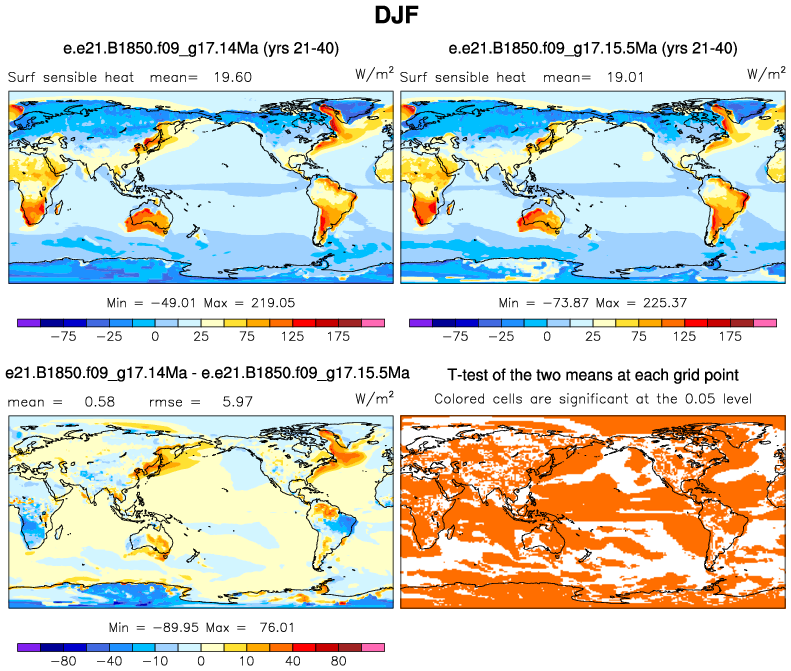 DJF
e.e21.B1850.f09_g17.14Ma (yrs 21-40)
Surf sensible heat mean= 19.60 W/m²
Min = −49.01 Max = 219.05
−75 −25 0 25 75 125 175
e.e21.B1850.f09_g17.15.5Ma (yrs 21-40)
Surf sensible heat mean= 19.01 W/m²
Min = −73.87 Max = 225.37
−75 −25 0 25 75 125 175
e21.B1850.f09_g17.14Ma - e.e21.B1850.f09_g17.15.5Ma
mean = 0.58 rmse = 5.97 W/m²
Min = −89.95 Max = 76.01
−80 −40 −10 0 10 40 80
T-test of the two means at each grid point
Colored cells are significant at the 0.05 level